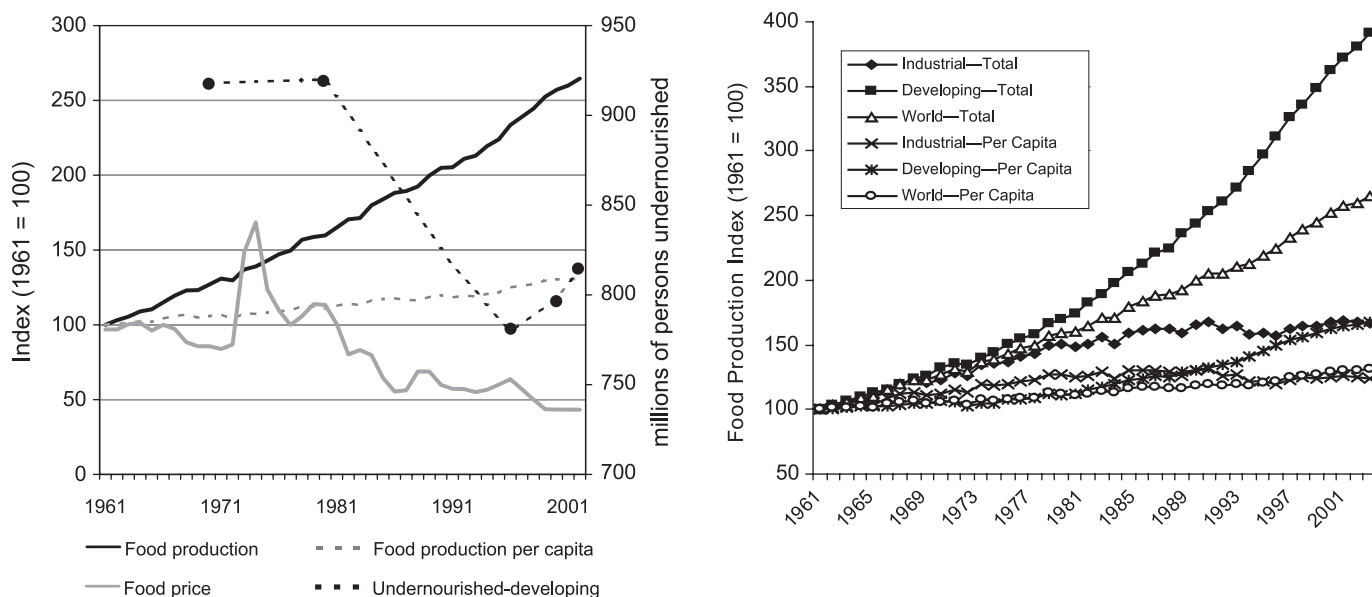 300
250
200
150
100
50
0
Index (1961 = 100)
950
900
850
800
750
700
millions of persons undernourished
1961 1971 1981 1991 2001
Food production
Food production per capita
Food price
Undernourished-developing
400
350
300
250
200
150
100
50
Food Production Index (1961 = 100)
Industrial—Total
Developing—Total
World—Total
Industrial—Per Capita
Developing—Per Capita
World—Per Capita
1961 1965 1969 1973 1977 1981 1985 1989 1993 1997 2001